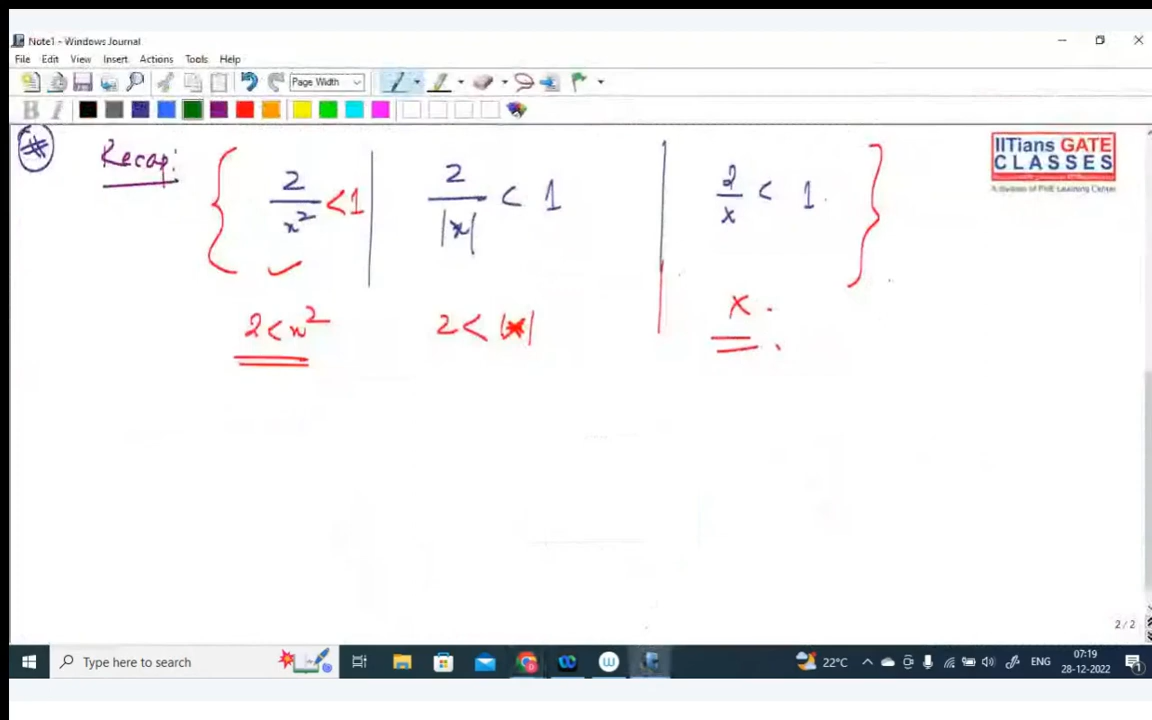 Note1 - Windows Journal
File Edit View Insert Actions Tools Help
Page Width
B I
# Recap: { 2/x² < 1 | 2/|x| < 1 | 2/x < 1 }
2 < x² 2 < |x| ×
IITians GATE
CLASSES
2 / 2
Type here to search
22°C
ENG
07:19
28-12-2022
1